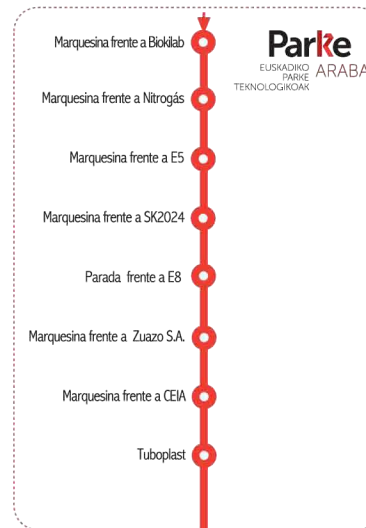 Marquesina frente a Biokilab
Parke
EUSKADIKO
PARKE
TEKNOLOGIKOAK
ARABA
Marquesina frente a Nitrogás
Marquesina frente a E5
Marquesina frente a SK2024
Parada frente a E8
Marquesina frente a Zuazo S.A.
Marquesina frente a CEIA
Tuboplast